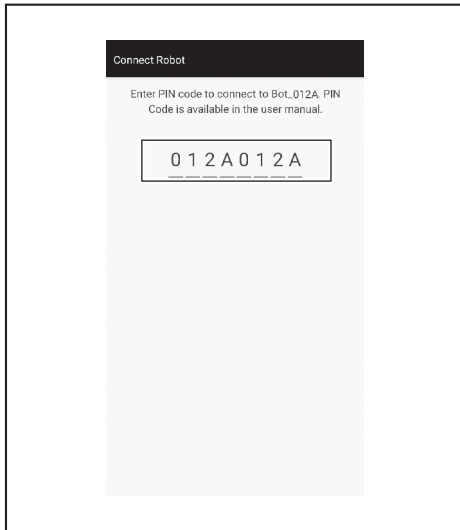 Connect Robot
Enter PIN code to connect to Bot_012A. PIN
Code is available in the user manual.
0 1 2 A 0 1 2 A